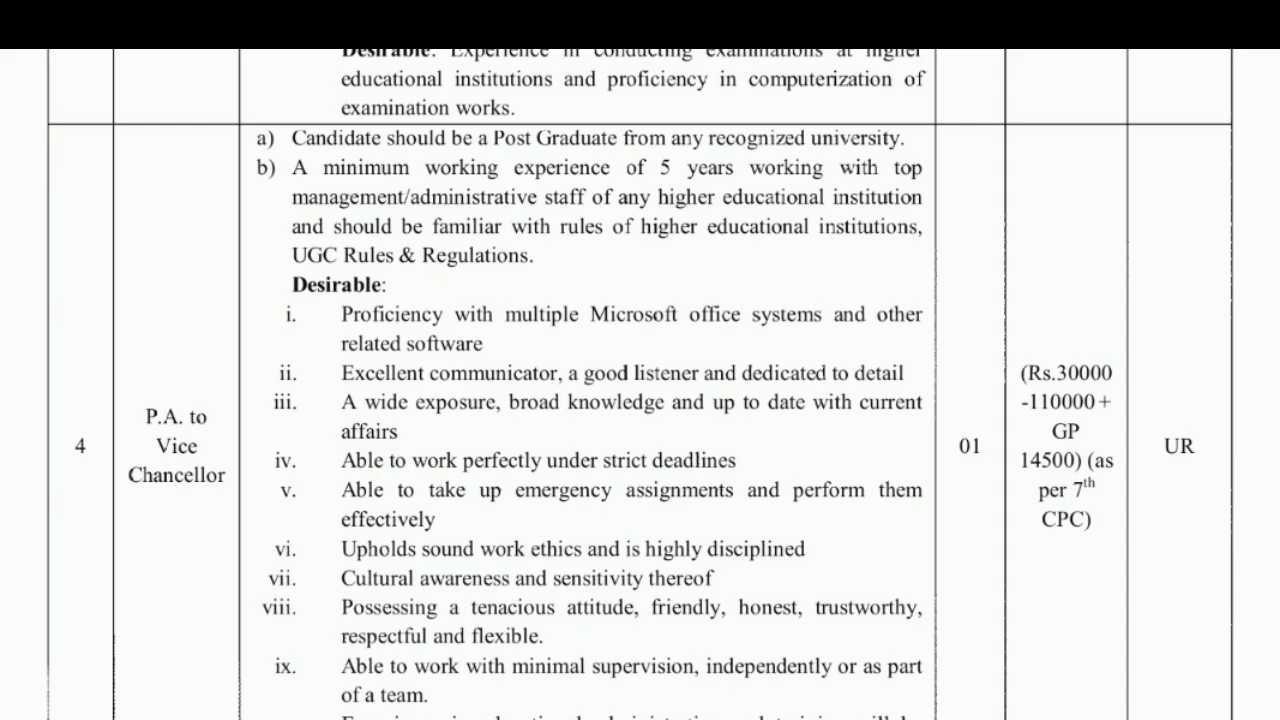 Desirable: Experience in conducting examinations at higher
educational institutions and proficiency in computerization of
examination works.
4
P.A. to
Vice
Chancellor
a) Candidate should be a Post Graduate from any recognized university.
b) A minimum working experience of 5 years working with top
management/administrative staff of any higher educational institution
and should be familiar with rules of higher educational institutions,
UGC Rules & Regulations.
Desirable:
i. Proficiency with multiple Microsoft office systems and other
related software
ii. Excellent communicator, a good listener and dedicated to detail
iii. A wide exposure, broad knowledge and up to date with current
affairs
iv. Able to work perfectly under strict deadlines
v. Able to take up emergency assignments and perform them
effectively
vi. Upholds sound work ethics and is highly disciplined
vii. Cultural awareness and sensitivity thereof
viii. Possessing a tenacious attitude, friendly, honest, trustworthy,
respectful and flexible.
ix. Able to work with minimal supervision, independently or as part
of a team.
01
(Rs.30000
-110000 +
GP
14500) (as
per 7th
CPC)
UR